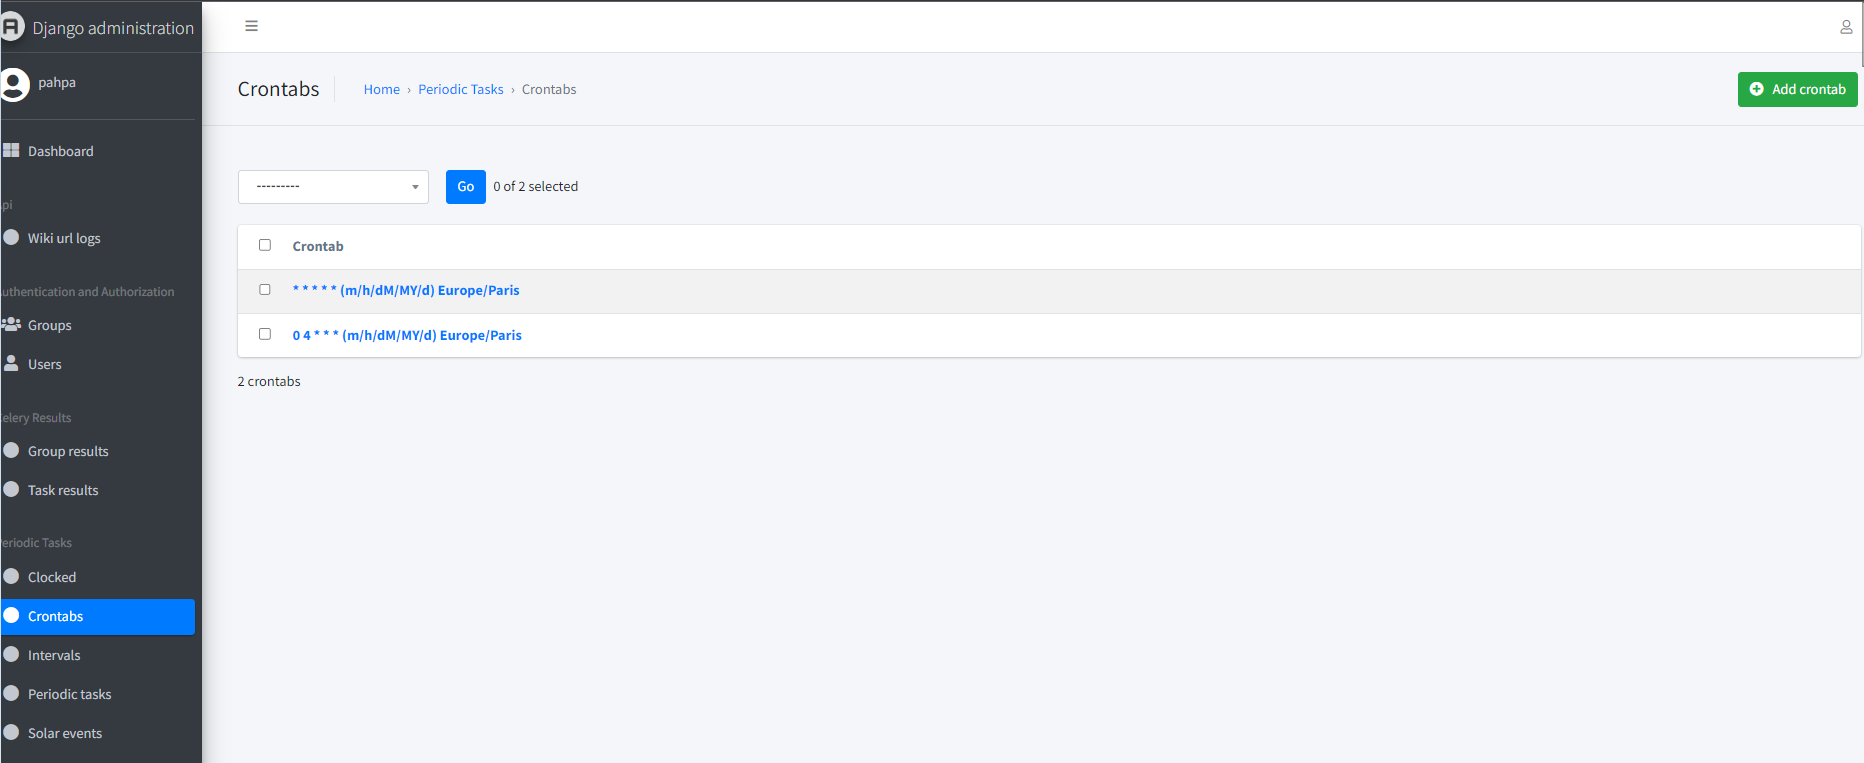 Django administration
pahpa
Dashboard
pi
Wiki url logs
uthentication and Authorization
Groups
Users
elery Results
Group results
Task results
eriodic Tasks
Clocked
Crontabs
Intervals
Periodic tasks
Solar events
Crontabs
Home › Periodic Tasks › Crontabs
Add crontab
---------
Go
0 of 2 selected
Crontab
* * * * * (m/h/dM/MY/d) Europe/Paris
0 4 * * * (m/h/dM/MY/d) Europe/Paris
2 crontabs